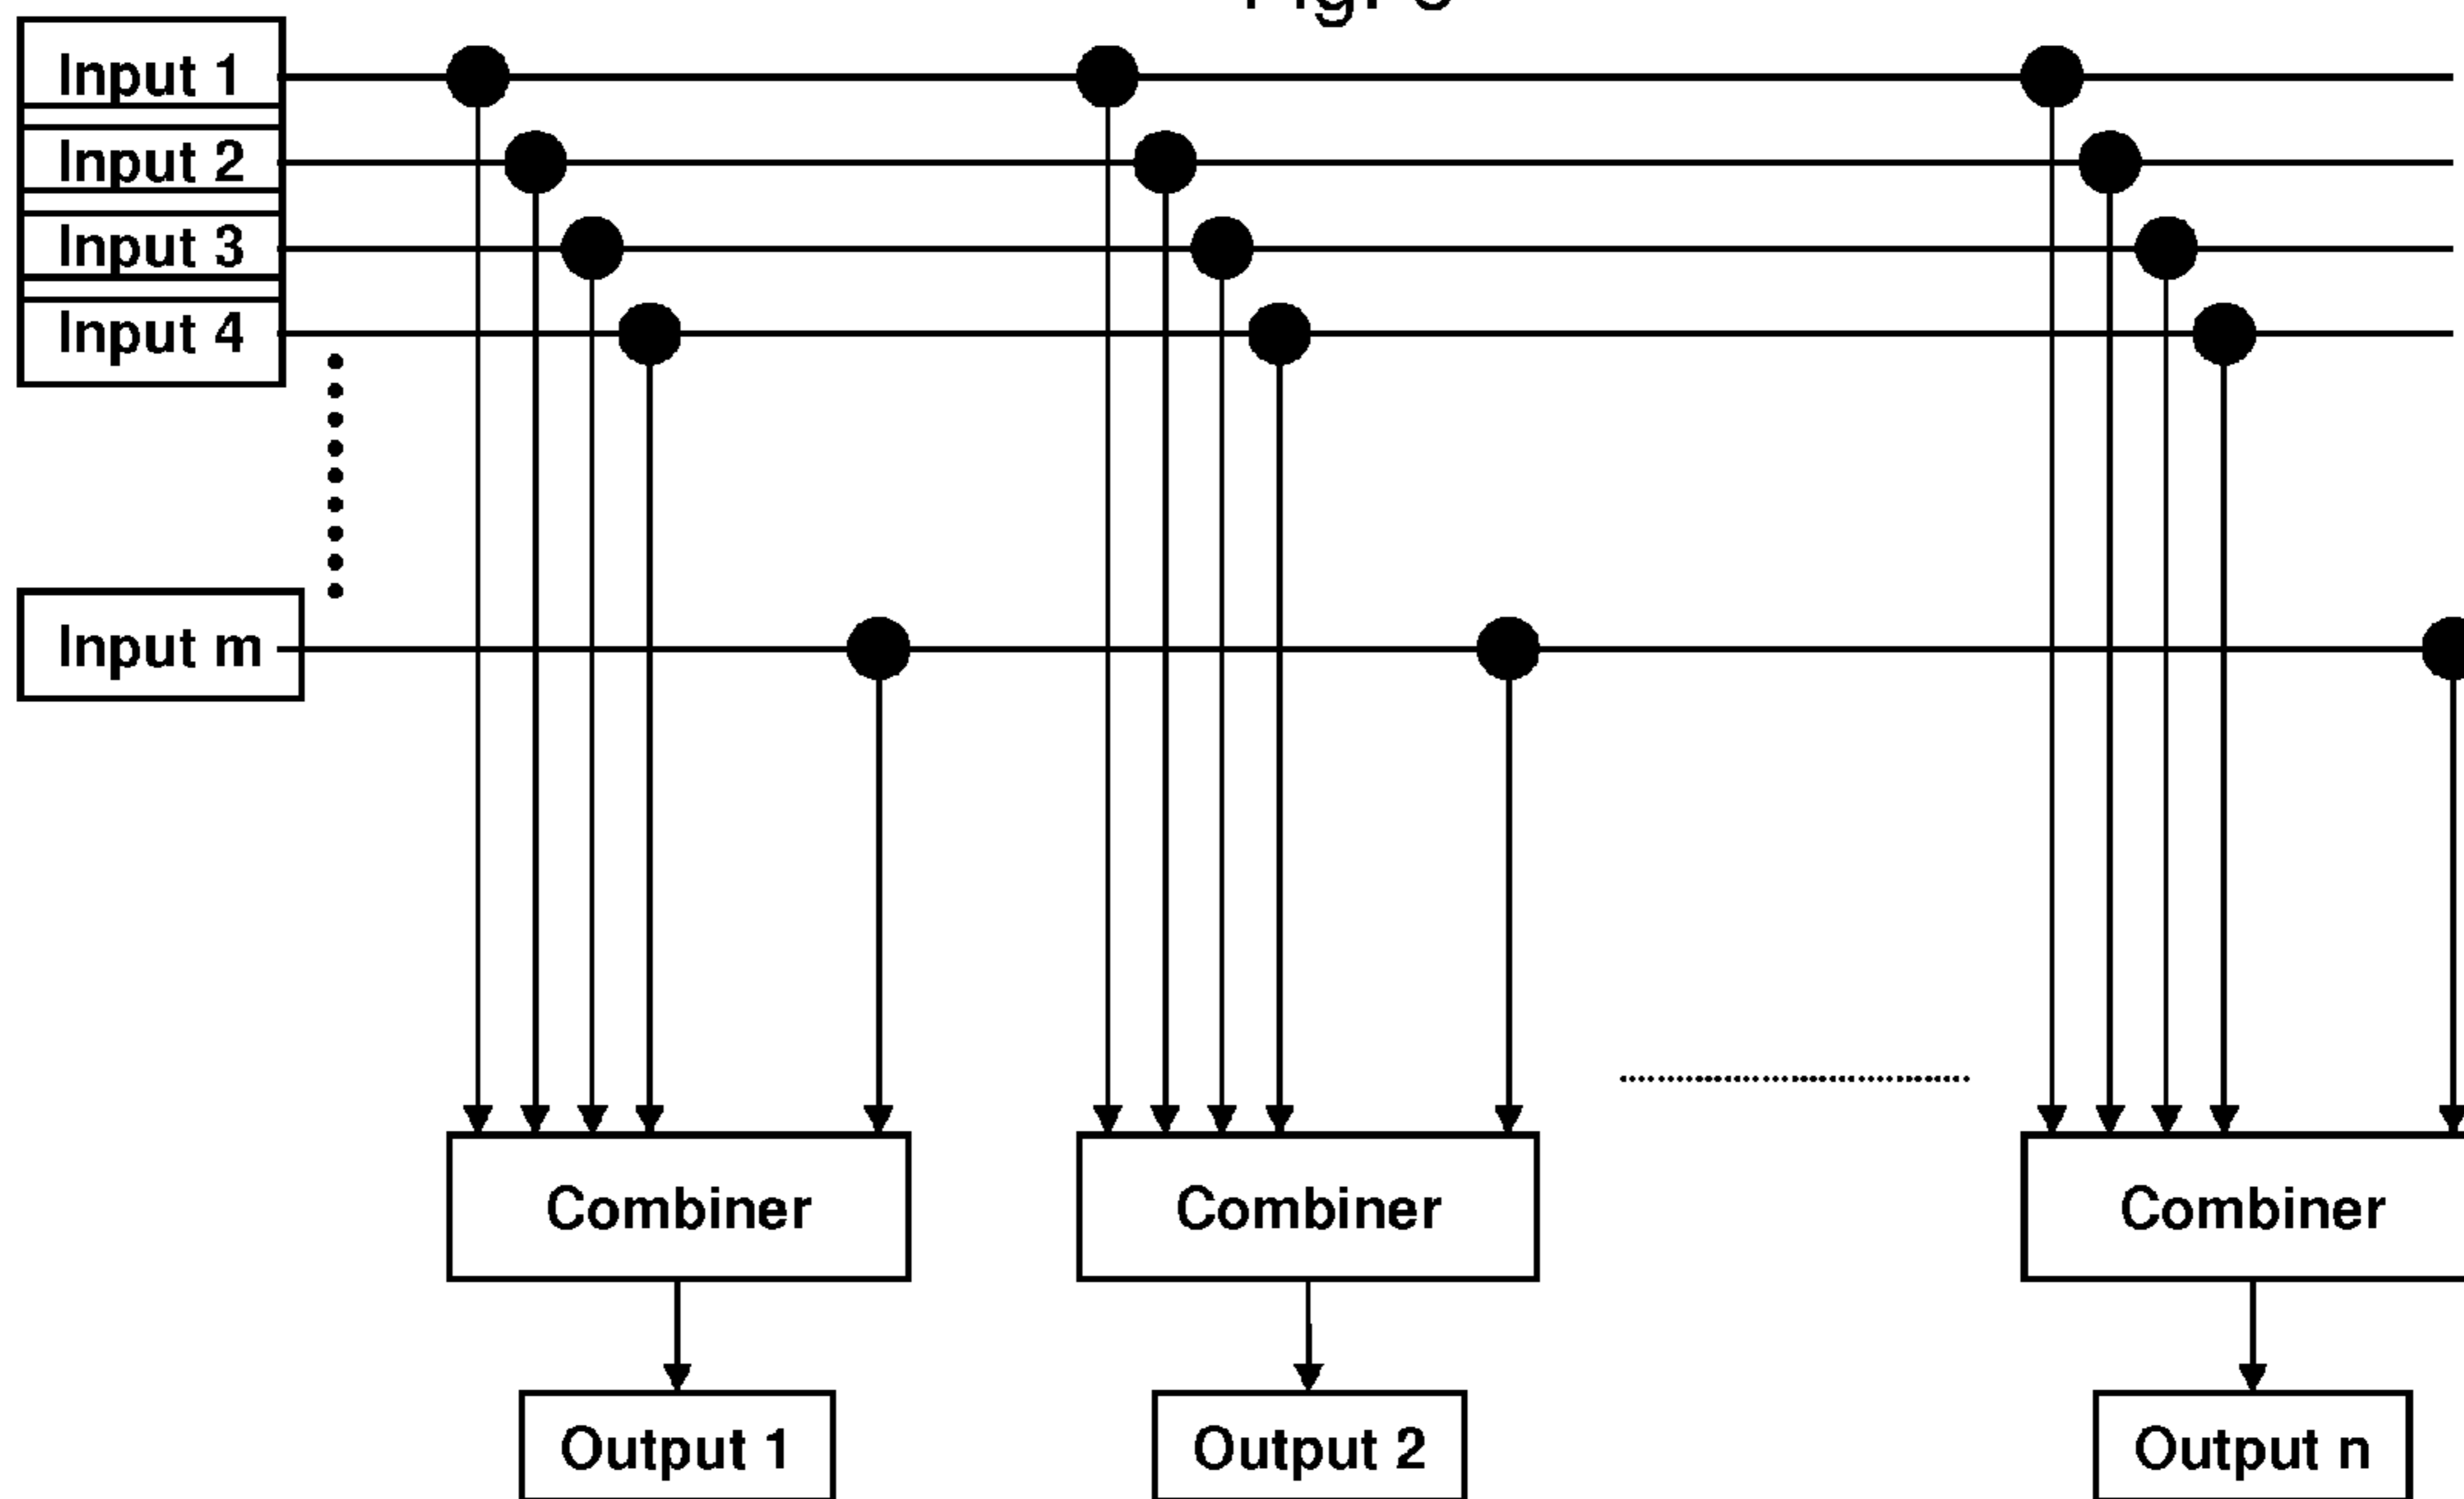 Input 1
Input 2
Input 3
Input 4
Input m
Combiner Combiner Combiner
Output 1 Output 2 Output n